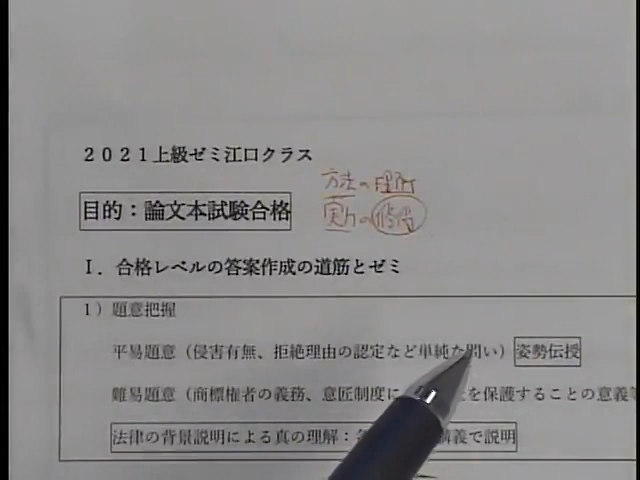 2021上級ゼミ江口クラス
方法の理解
目的：論文本試験合格
実力の修得
I．合格レベルの答案作成の道筋とゼミ
1）題意把握
平易題意（侵害有無、拒絶理由の認定など単純な問い）姿勢伝授
難易題意（商標権者の義務、意匠制度に を保護することの意義等
法律の背景説明による真の理解： 講義で説明